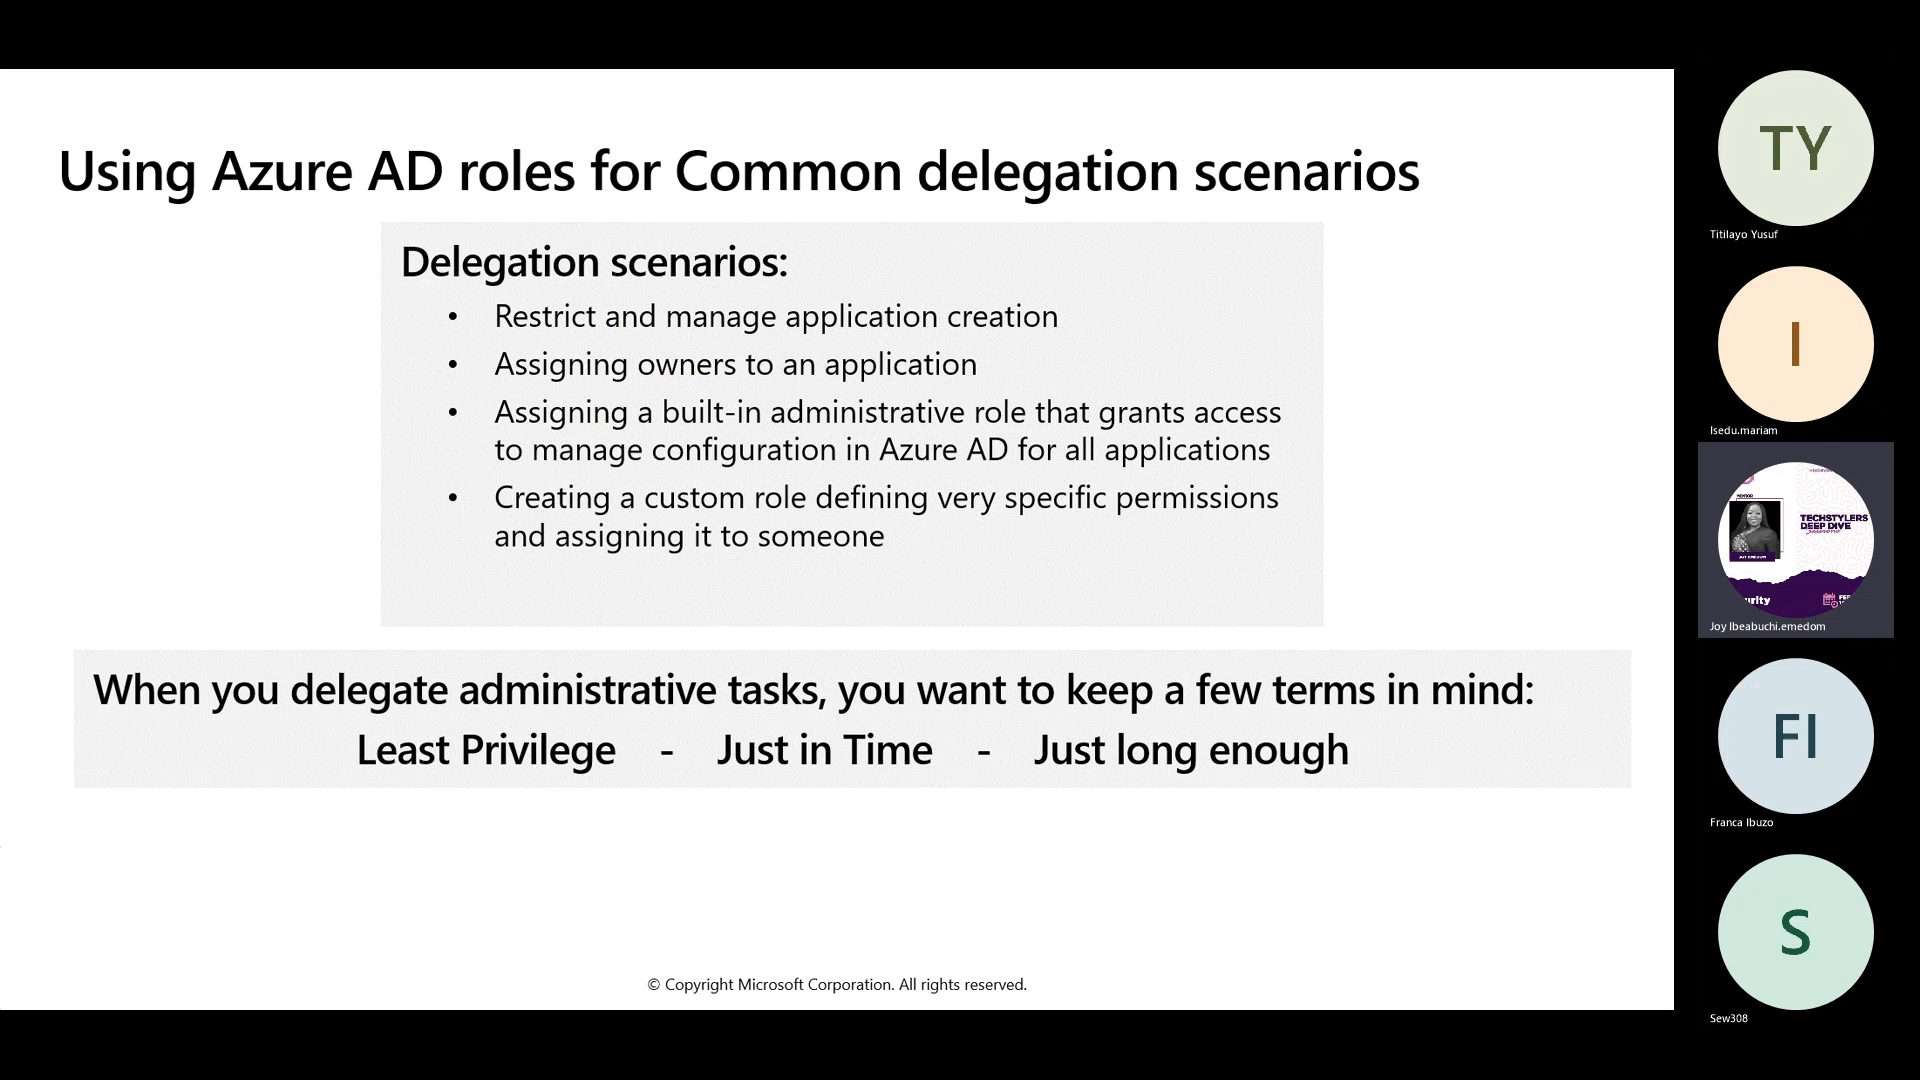 Using Azure AD roles for Common delegation scenarios
Delegation scenarios:
• Restrict and manage application creation
• Assigning owners to an application
• Assigning a built-in administrative role that grants access
to manage configuration in Azure AD for all applications
• Creating a custom role defining very specific permissions
and assigning it to someone
When you delegate administrative tasks, you want to keep a few terms in mind:
Least Privilege - Just in Time - Just long enough
© Copyright Microsoft Corporation. All rights reserved.
TY
Titilayo Yusuf
I
Isedu.mariam
MENTOR
TECHSTYLERS
DEEP DIVE
Joy Ibeabuchi.emedom
FI
Franca Ibuzo
S
Sew308